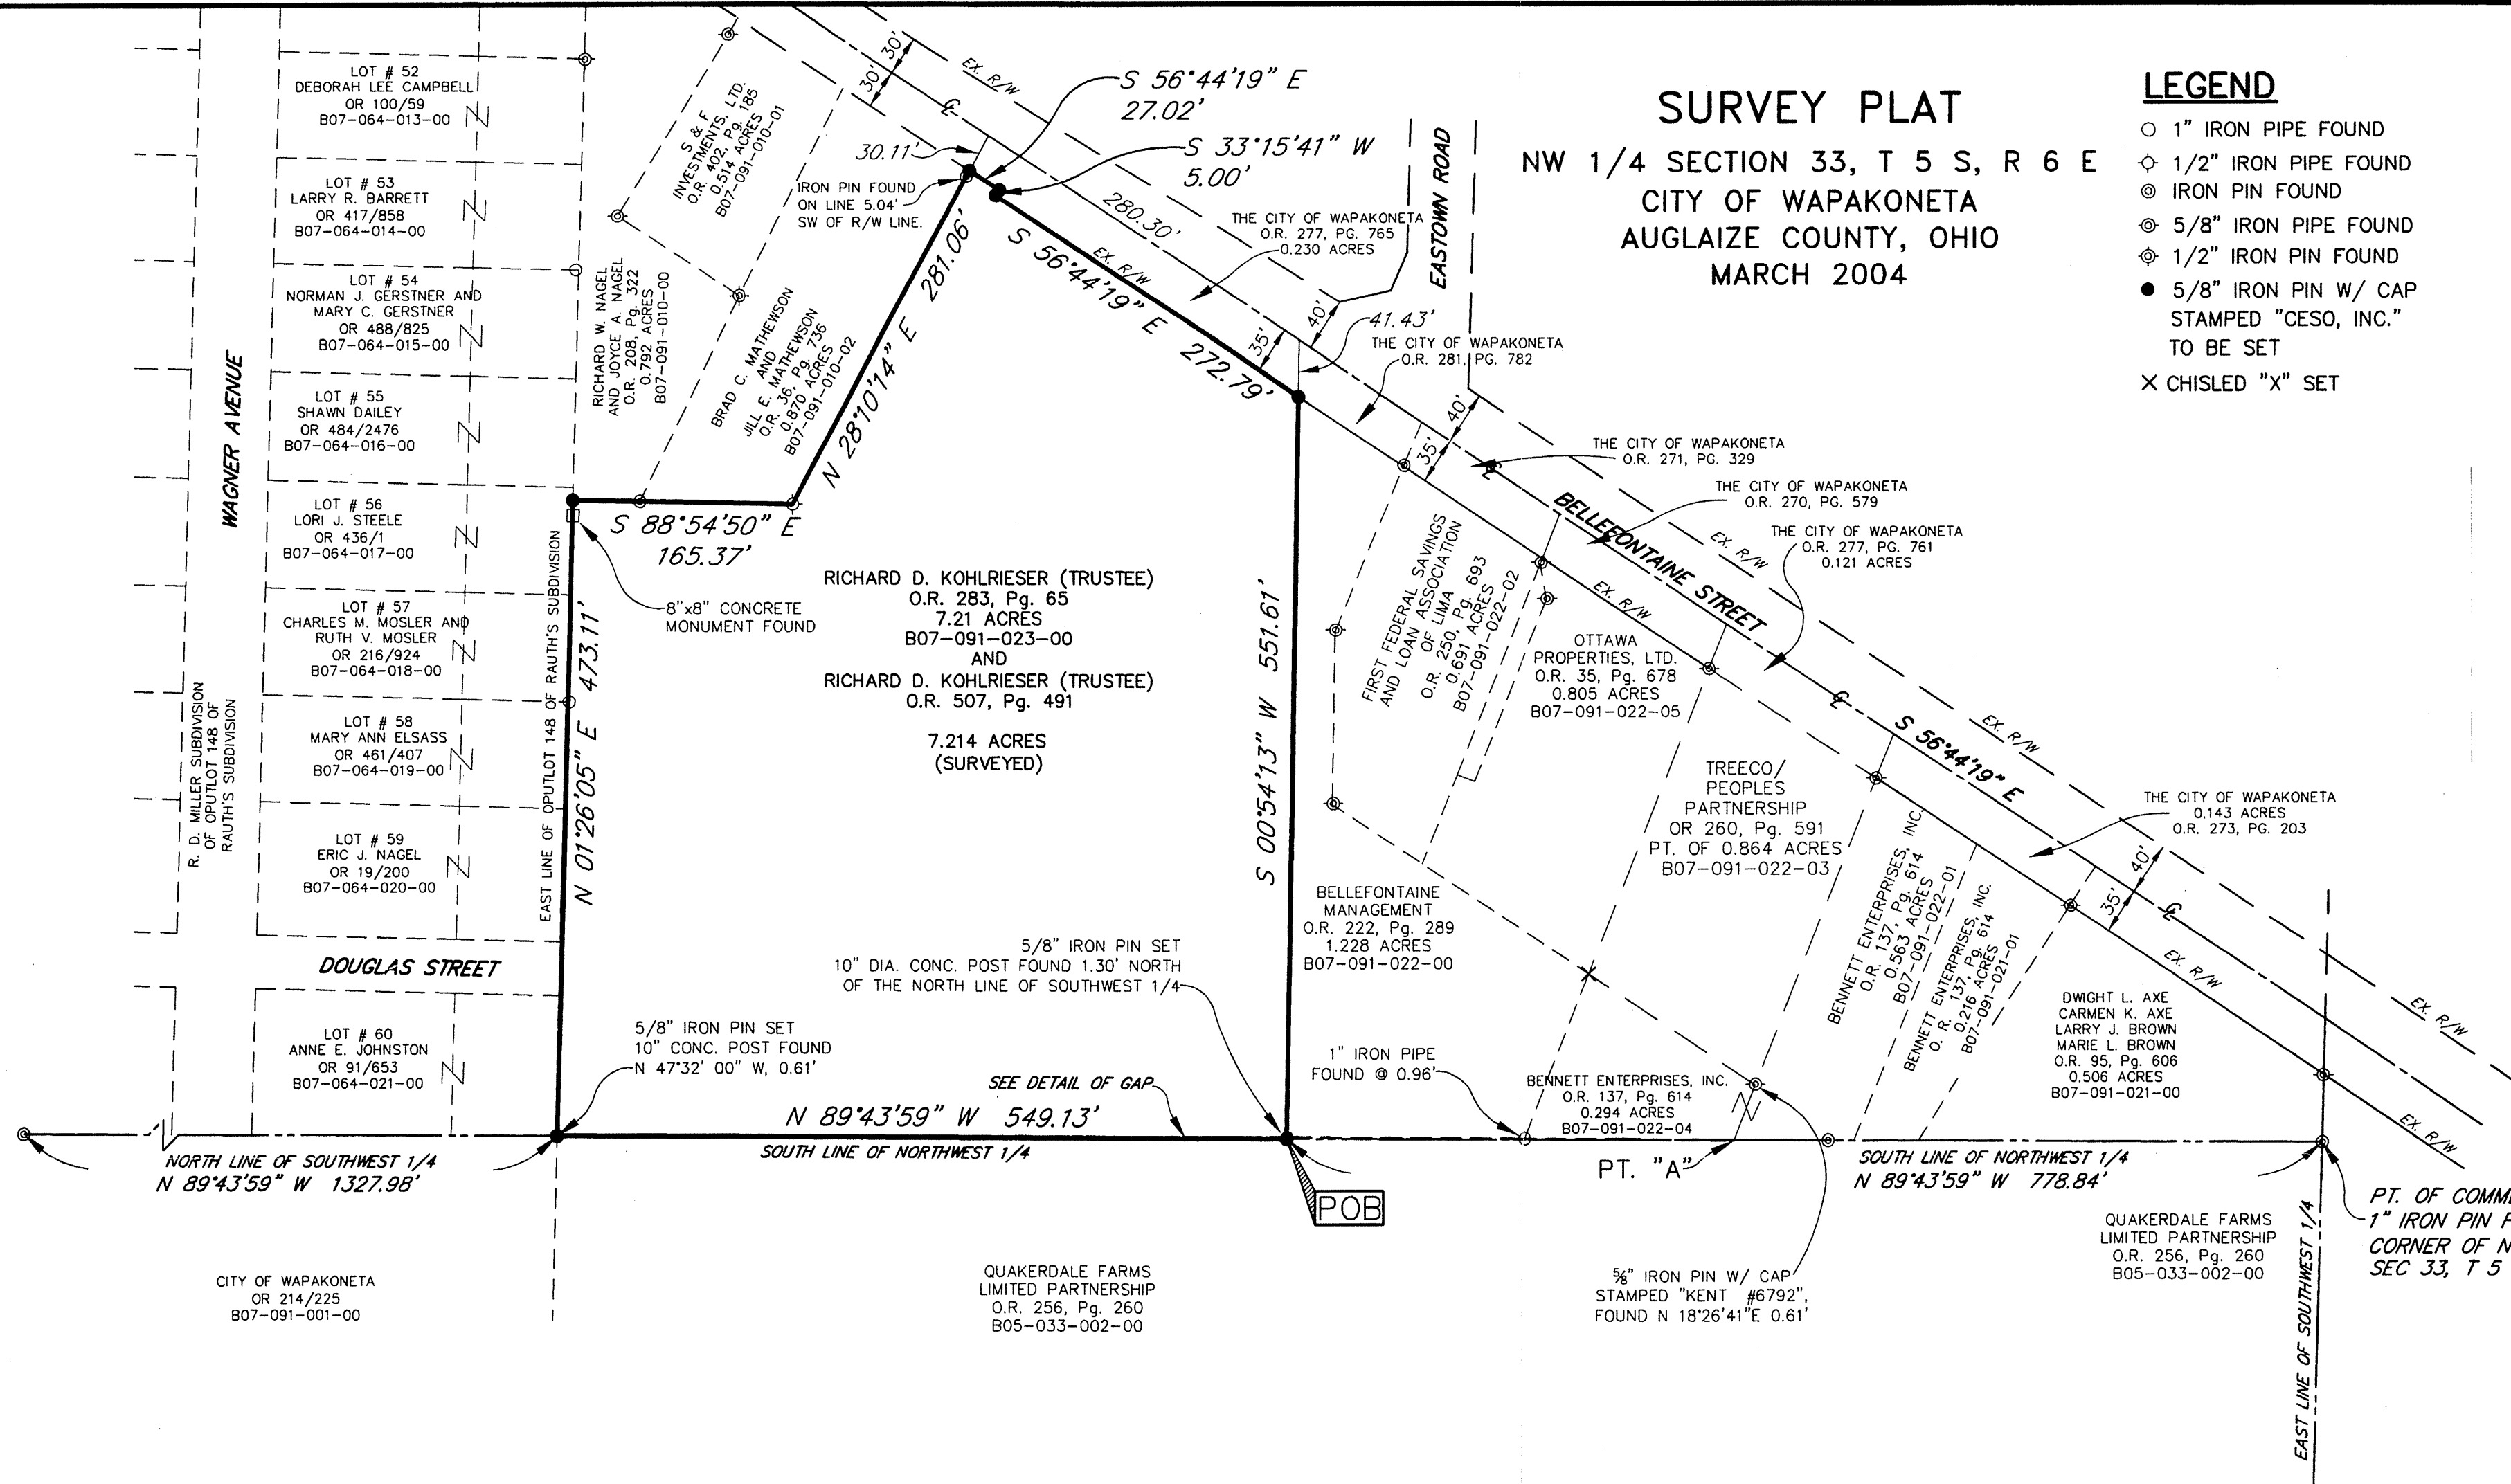 SURVEY PLAT
NW 1/4 SECTION 33, T 5 S, R 6 E
CITY OF WAPAKONETA
AUGLAIZE COUNTY, OHIO
MARCH 2004
LEGEND
1" IRON PIPE FOUND
1/2" IRON PIPE FOUND
IRON PIN FOUND
5/8" IRON PIPE FOUND
1/2" IRON PIN FOUND
5/8" IRON PIN W/ CAP
STAMPED "CESO, INC."
TO BE SET
CHISLED "X" SET
LOT # 52
DEBORAH LEE CAMPBELL
OR 100/59
B07-064-013-00
LOT # 53
LARRY R. BARRETT
OR 417/858
B07-064-014-00
LOT # 54
NORMAN J. GERSTNER AND
MARY C. GERSTNER
OR 488/825
B07-064-015-00
LOT # 55
SHAWN DAILEY
OR 484/2476
B07-064-016-00
LOT # 56
LORI J. STEELE
OR 436/1
B07-064-017-00
LOT # 57
CHARLES M. MOSLER AND
RUTH V. MOSLER
OR 216/924
B07-064-018-00
LOT # 58
MARY ANN ELSASS
OR 461/407
B07-064-019-00
LOT # 59
ERIC J. NAGEL
OR 19/200
B07-064-020-00
LOT # 60
ANNE E. JOHNSTON
OR 91/653
B07-064-021-00
WAGNER AVENUE
R. D. MILLER SUBDIVISION
OF OPUTLOT 148 OF
RAUTH'S SUBDIVISION
DOUGLAS STREET
EAST LINE OF OPUTLOT 148 OF RAUTH'S SUBDIVISION
N 01°26'05" E 473.11'
RICHARD W. NAGEL
AND JOYCE A. NAGEL
O.R. 208, Pg. 322
0.792 ACRES
B07-091-010-00
S & F
INVESTMENTS, LTD.
O.R. 402, Pg. 185
0.514 ACRES
B07-091-010-01
BRAD C. MATHEWSON
AND
JILL E. MATHEWSON
O.R. 36, Pg. 736
0.870 ACRES
B07-091-010-02
30'
30'
EX. R/W
S 56°44'19" E
27.02'
S 33°15'41" W
5.00'
30.11'
IRON PIN FOUND
ON LINE 5.04'
SW OF R/W LINE.
N 28°10'14" E 281.06'
280.30'
EX. R/W
S 56°44'19" E 272.79'
THE CITY OF WAPAKONETA
O.R. 277, PG. 765
0.230 ACRES
EASTOWN ROAD
40'
35'
41.43'
THE CITY OF WAPAKONETA
O.R. 281, PG. 782
40'
35'
THE CITY OF WAPAKONETA
O.R. 271, PG. 329
THE CITY OF WAPAKONETA
O.R. 270, PG. 579
THE CITY OF WAPAKONETA
O.R. 277, PG. 761
0.121 ACRES
BELLEFONTAINE STREET
EX. R/W
EX. R/W
S 56°44'19" E
EX. R/W
THE CITY OF WAPAKONETA
0.143 ACRES
O.R. 273, PG. 203
40'
35'
EX. R/W
EX. R/W
EX. R/W
S 88°54'50" E
165.37'
8"x8" CONCRETE
MONUMENT FOUND
RICHARD D. KOHLRIESER (TRUSTEE)
O.R. 283, Pg. 65
7.21 ACRES
B07-091-023-00
AND
RICHARD D. KOHLRIESER (TRUSTEE)
O.R. 507, Pg. 491
7.214 ACRES
(SURVEYED)
S 00°54'13" W 551.61'
FIRST FEDERAL SAVINGS
AND LOAN ASSOCIATION
OF LIMA
O.R. 250, Pg. 693
0.691 ACRES
B07-091-022-02
OTTAWA
PROPERTIES, LTD.
O.R. 35, Pg. 678
0.805 ACRES
B07-091-022-05
TREECO/
PEOPLES
PARTNERSHIP
OR 260, Pg. 591
PT. OF 0.864 ACRES
B07-091-022-03
BENNETT ENTERPRISES, INC.
O.R. 137, Pg. 614
0.563 ACRES
B07-091-022-01
BENNETT ENTERPRISES, INC.
O. R. 137, Pg. 614
0.216 ACRES
B07-091-021-01
DWIGHT L. AXE
CARMEN K. AXE
LARRY J. BROWN
MARIE L. BROWN
O.R. 95, Pg. 606
0.506 ACRES
B07-091-021-00
BELLEFONTAINE
MANAGEMENT
O.R. 222, Pg. 289
1.228 ACRES
B07-091-022-00
5/8" IRON PIN SET
10" DIA. CONC. POST FOUND 1.30' NORTH
OF THE NORTH LINE OF SOUTHWEST 1/4
5/8" IRON PIN SET
10" CONC. POST FOUND
N 47°32' 00" W, 0.61'
SEE DETAIL OF GAP
N 89°43'59" W 549.13'
SOUTH LINE OF NORTHWEST 1/4
1" IRON PIPE
FOUND @ 0.96'
BENNETT ENTERPRISES, INC.
O.R. 137, Pg. 614
0.294 ACRES
B07-091-022-04
PT. "A"
POB
NORTH LINE OF SOUTHWEST 1/4
N 89°43'59" W 1327.98'
SOUTH LINE OF NORTHWEST 1/4
N 89°43'59" W 778.84'
PT. OF COMM
1" IRON PIN F
CORNER OF N
SEC 33, T 5
CITY OF WAPAKONETA
OR 214/225
B07-091-001-00
QUAKERDALE FARMS
LIMITED PARTNERSHIP
O.R. 256, Pg. 260
B05-033-002-00
5/8" IRON PIN W/ CAP
STAMPED "KENT #6792",
FOUND N 18°26'41"E 0.61'
QUAKERDALE FARMS
LIMITED PARTNERSHIP
O.R. 256, Pg. 260
B05-033-002-00
EAST LINE OF SOUTHWEST 1/4